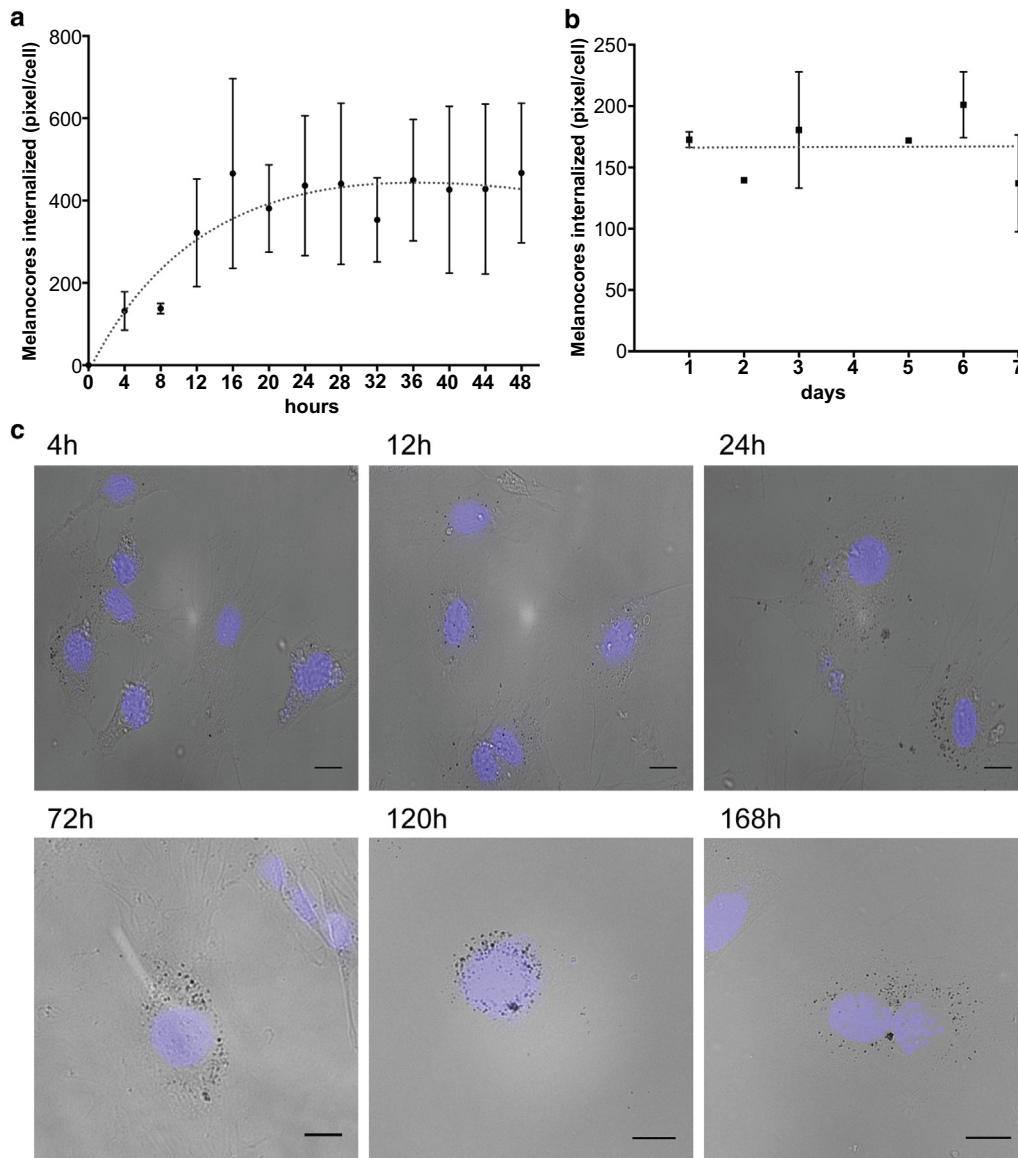 a
Melanocores internalized (pixel/cell)
800
600
400
200
0
0 4 8 12 16 20 24 28 32 36 40 44 48
hours
b
Melanocores internalized (pixel/cell)
250
200
150
100
50
0
1 2 3 4 5 6 7
days
c
4h 12h 24h
72h 120h 168h